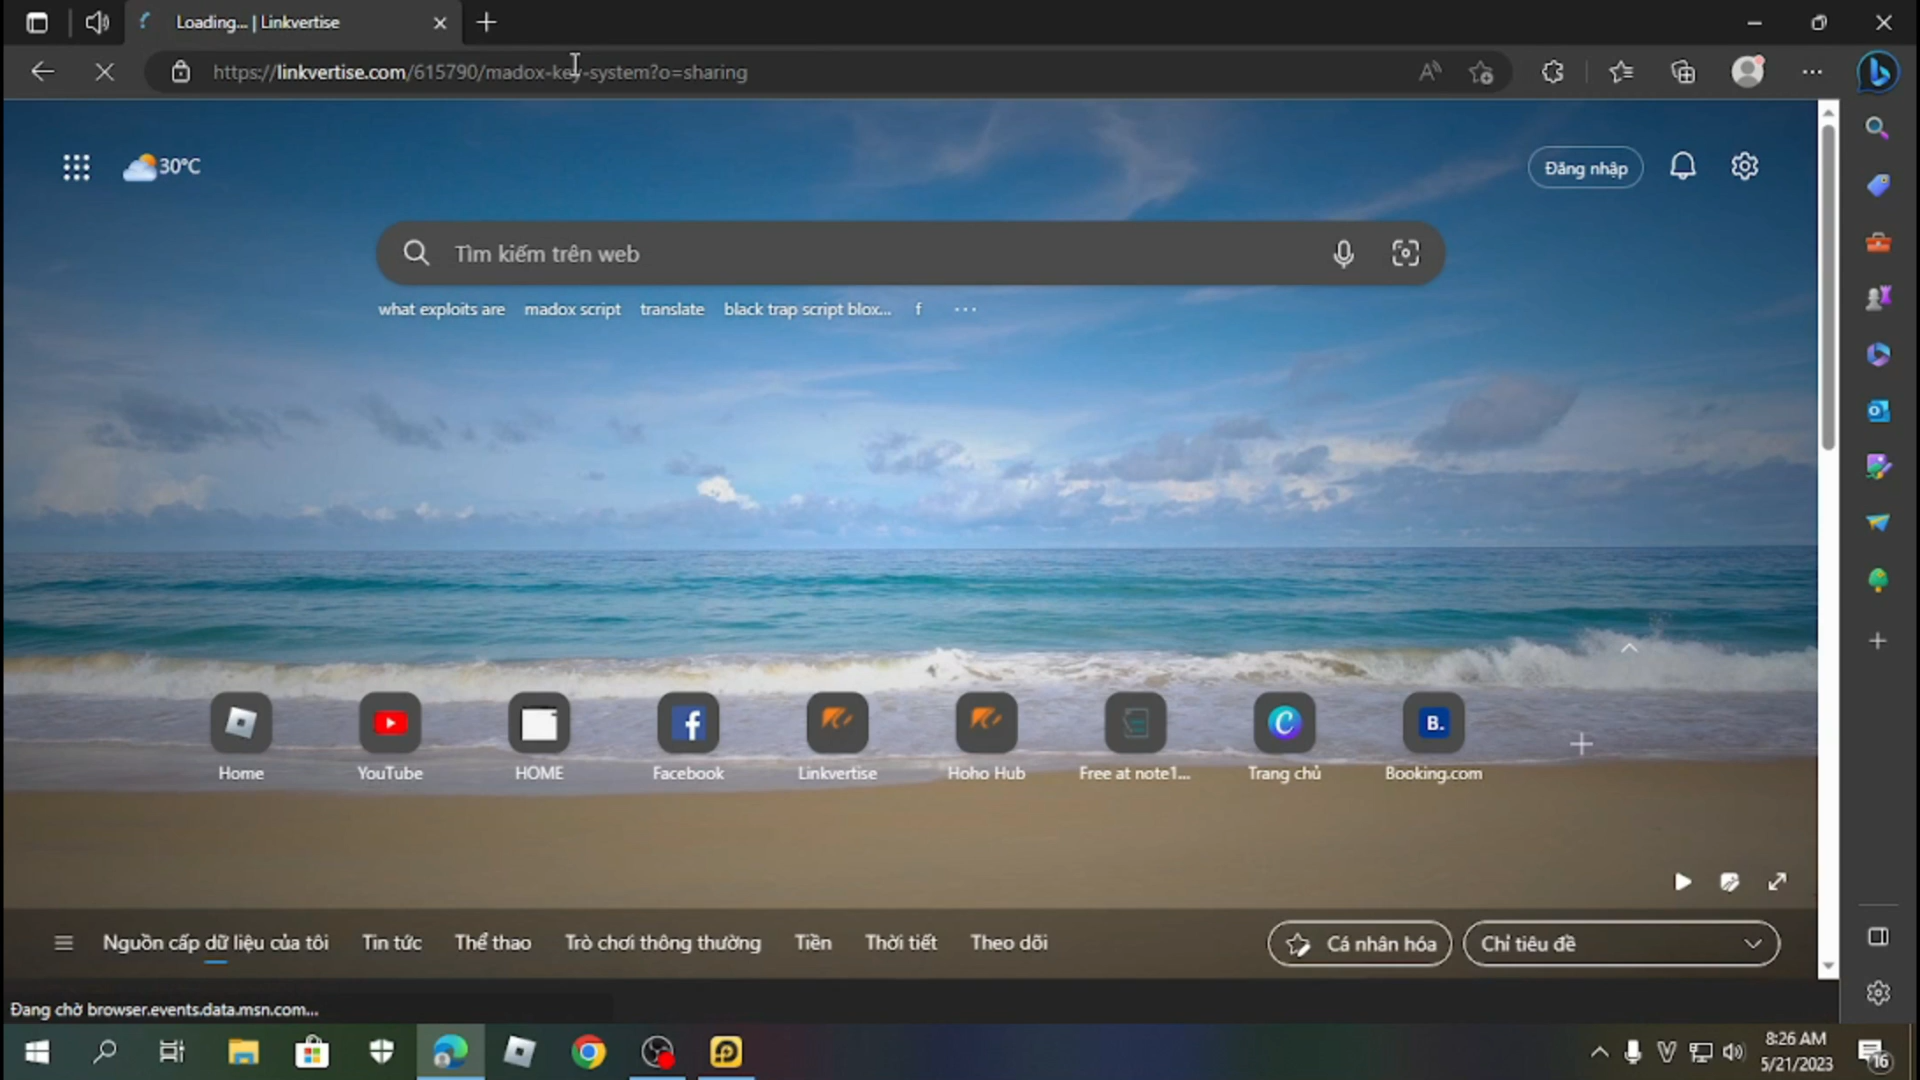 Loading... | Linkvertise
https://linkvertise.com/615790/madox-key-system?o=sharing
30°C
Đăng nhập
Tìm kiếm trên web
what exploits are madox script translate black trap script blox... f ...
Home YouTube HOME Facebook Linkvertise Hoho Hub Free at note1... Trang chủ Booking.com
Nguồn cấp dữ liệu của tôi Tin tức Thể thao Trò chơi thông thường Tiền Thời tiết Theo dõi Cá nhân hóa Chỉ tiêu đề
Đang chờ browser.events.data.msn.com...
8:26 AM
5/21/2023
16